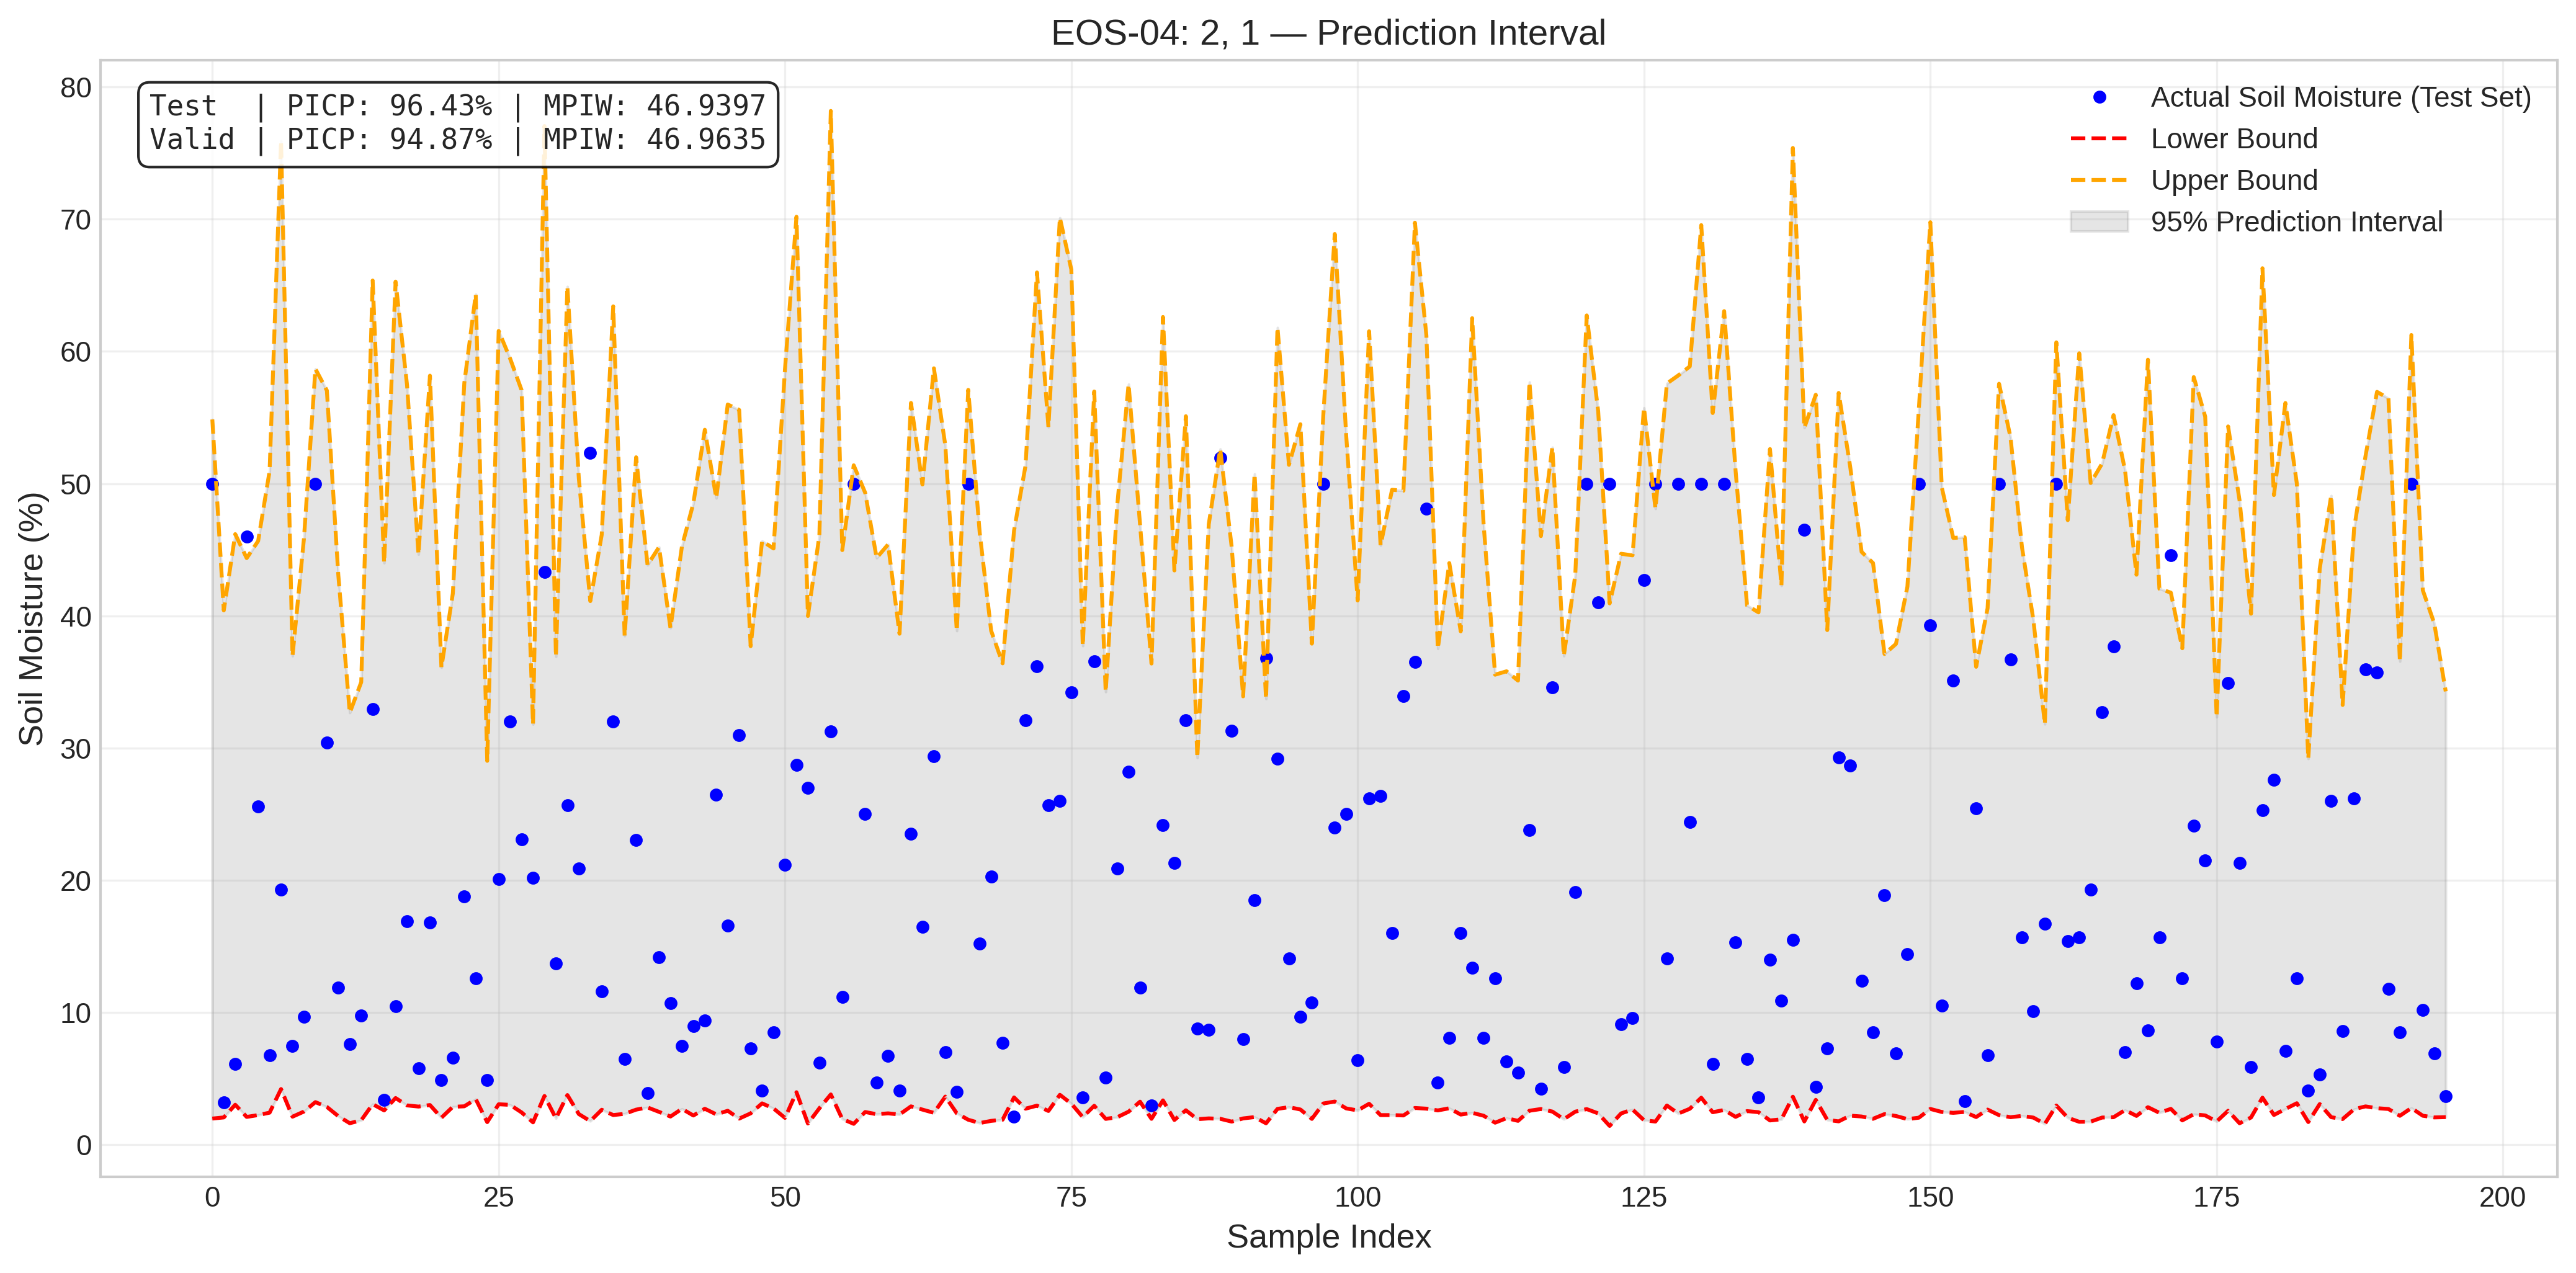 EOS-04: 2, 1 — Prediction Interval
Test  | PICP: 96.43% | MPIW: 46.9397
Valid | PICP: 94.87% | MPIW: 46.9635
Actual Soil Moisture (Test Set)
Lower Bound
Upper Bound
95% Prediction Interval
Soil Moisture (%)
80
70
60
50
40
30
20
10
0
0 25 50 75 100 125 150 175 200
Sample Index